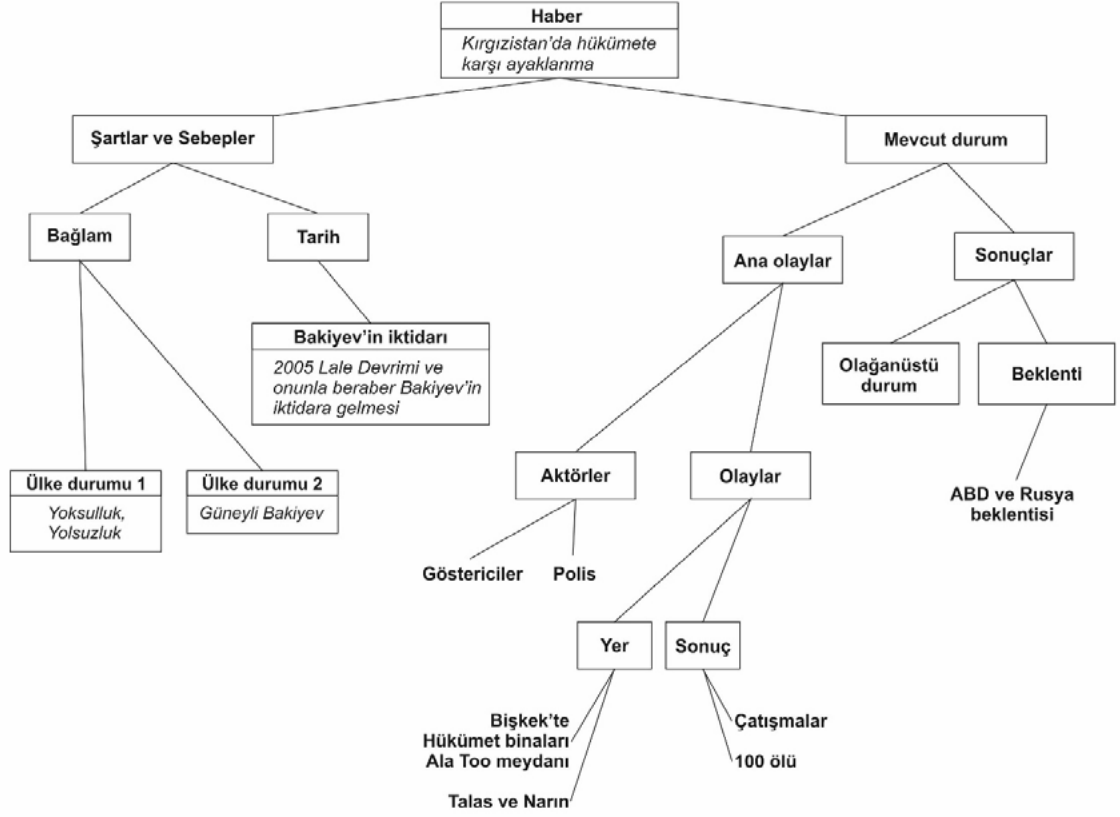 Haber
Kırgızistan'da hükümete
karşı ayaklanma
Şartlar ve Sebepler
Mevcut durum
Bağlam
Tarih
Ana olaylar
Sonuçlar
Bakiyev'in iktidarı
2005 Lale Devrimi ve
onunla beraber Bakiyev'in
iktidara gelmesi
Olağanüstü
durum
Beklenti
Ülke durumu 1
Yoksulluk,
Yolsuzluk
Ülke durumu 2
Güneyli Bakiyev
Aktörler
Olaylar
ABD ve Rusya
beklentisi
Göstericiler
Polis
Yer
Sonuç
Bişkek'te
Hükümet binaları
Ala Too meydanı
Talas ve Narın
Çatışmalar
100 ölü